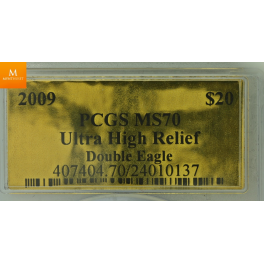 M
2009 $20
PCGS MS70
Ultra High Relief
Double Eagle
407404.70/24010137